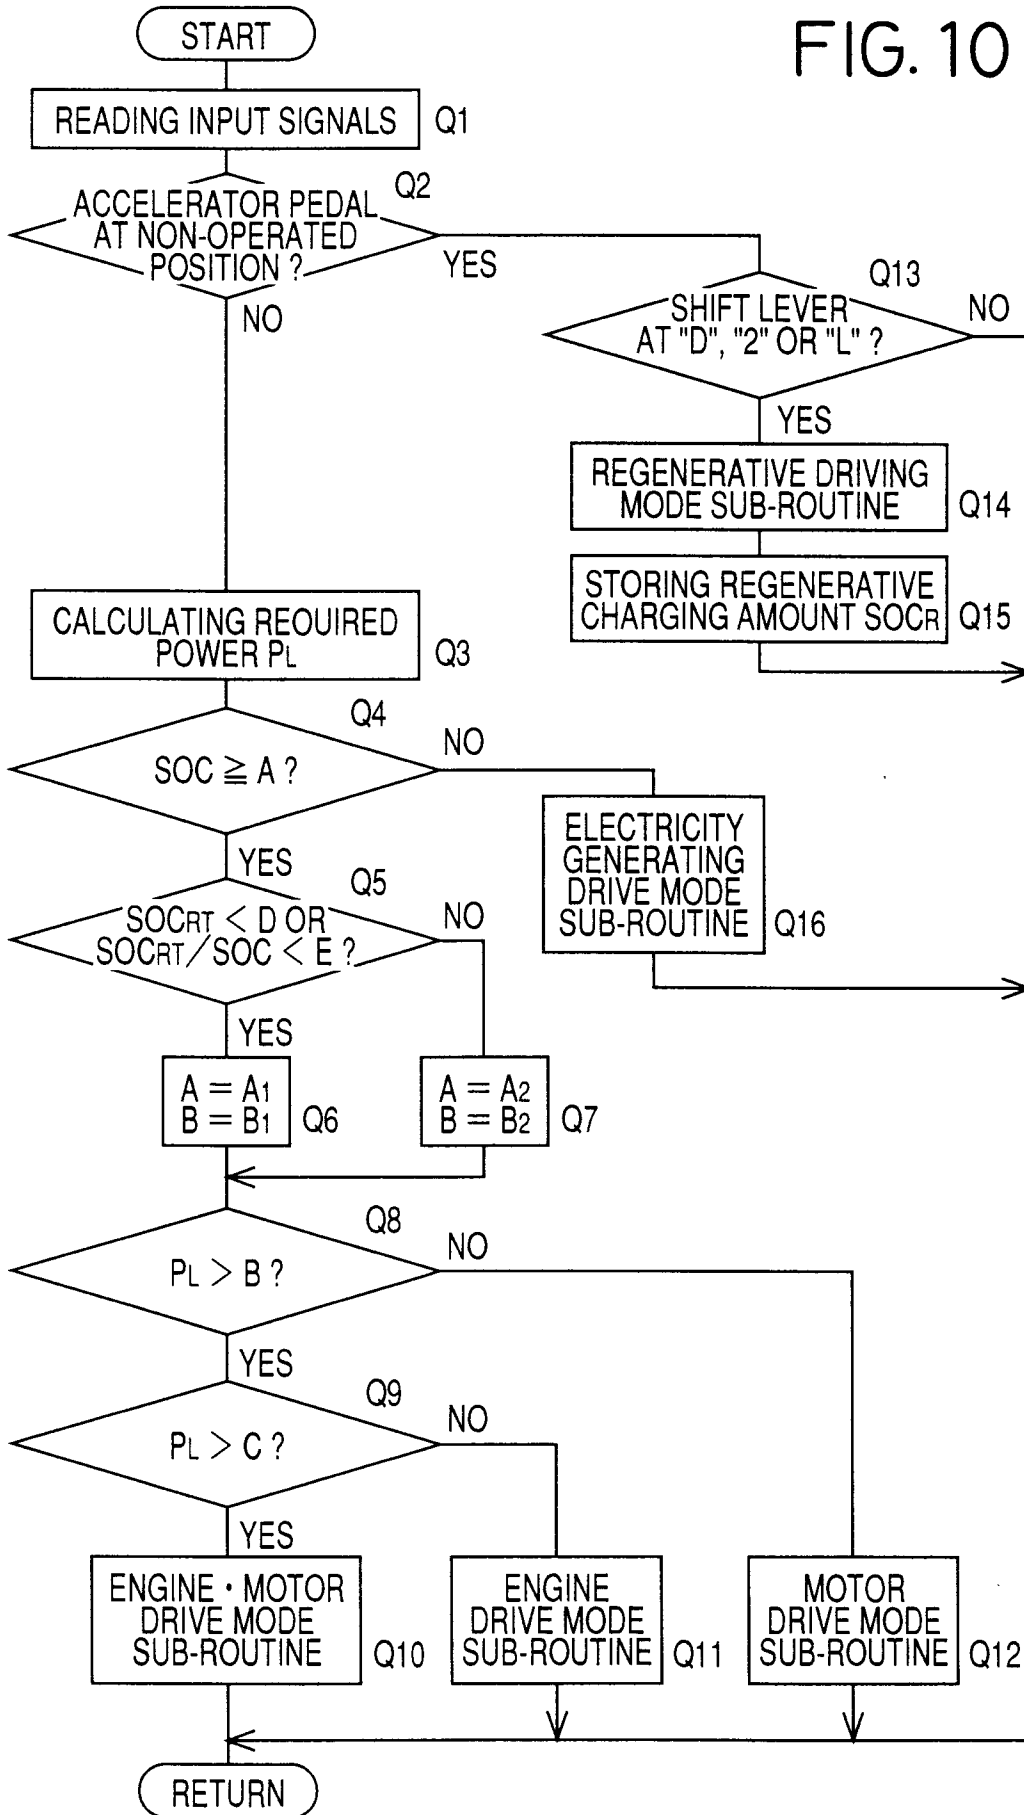 FIG. 10
START
READING INPUT SIGNALS
Q1
Q2
ACCELERATOR PEDAL
AT NON-OPERATED
POSITION ?
YES
NO
Q13
SHIFT LEVER
AT "D", "2" OR "L" ?
NO
YES
REGENERATIVE DRIVING
MODE SUB-ROUTINE
Q14
STORING REGENERATIVE
CHARGING AMOUNT SOCR
Q15
CALCULATING REQUIRED
POWER PL
Q3
Q4
SOC ≧ A ?
NO
YES
ELECTRICITY
GENERATING
DRIVE MODE
SUB-ROUTINE
Q16
Q5
SOCRT < D OR
SOCRT/SOC < E ?
NO
YES
A = A1
B = B1
Q6
A = A2
B = B2
Q7
Q8
PL > B ?
NO
YES
Q9
PL > C ?
NO
YES
ENGINE・MOTOR
DRIVE MODE
SUB-ROUTINE
Q10
ENGINE
DRIVE MODE
SUB-ROUTINE
Q11
MOTOR
DRIVE MODE
SUB-ROUTINE
Q12
RETURN